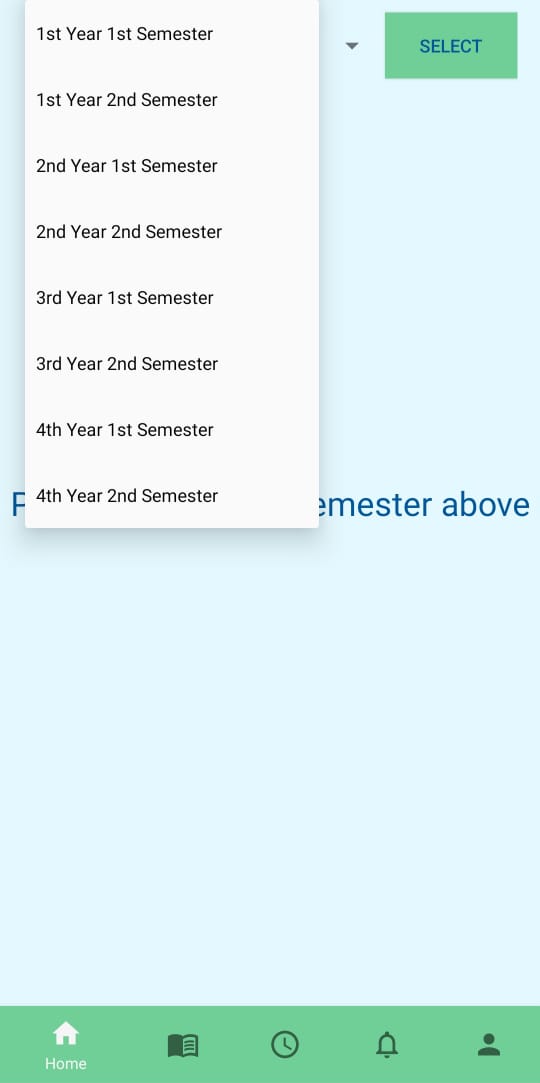 1st Year 1st Semester
SELECT
1st Year 2nd Semester
2nd Year 1st Semester
2nd Year 2nd Semester
3rd Year 1st Semester
3rd Year 2nd Semester
4th Year 1st Semester
4th Year 2nd Semester
emester above
Home